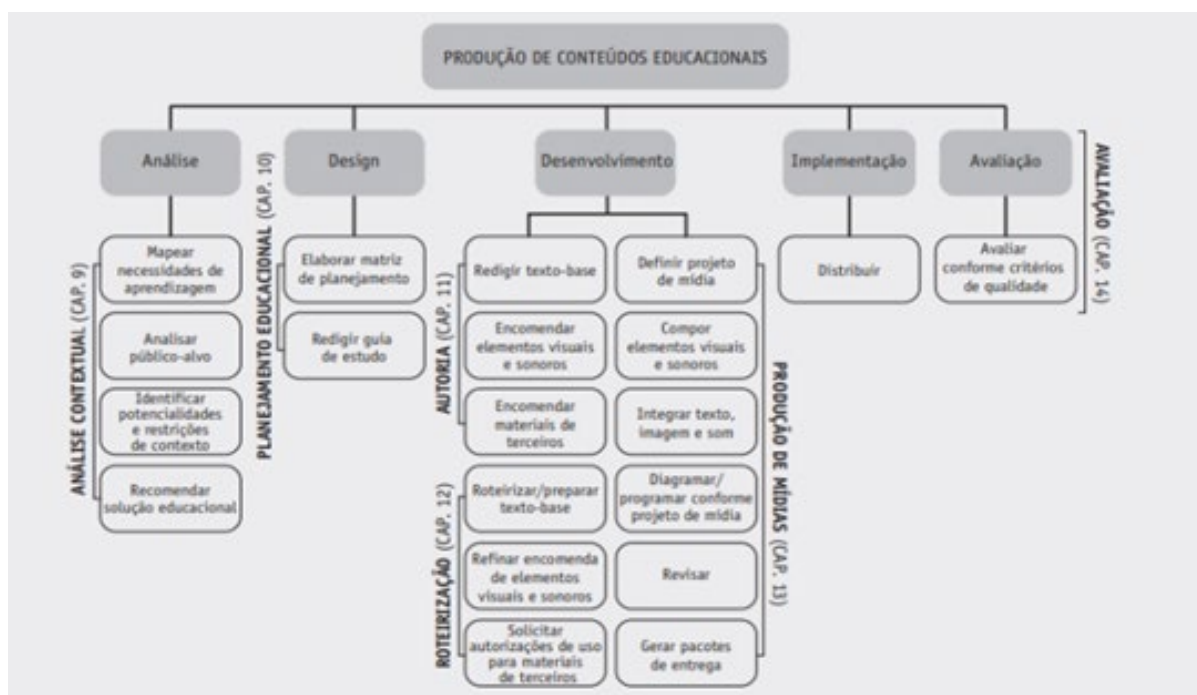 PRODUÇÃO DE CONTEÚDOS EDUCACIONAIS
Análise
Design
Desenvolvimento
Implementação
Avaliação
ANÁLISE CONTEXTUAL (CAP. 9)
Mapear
necessidades de
aprendizagem
Analisar
público-alvo
Identificar
potencialidades
e restrições
de contexto
Recomendar
solução educacional
PLANEJAMENTO EDUCACIONAL (CAP. 10)
Elaborar matriz
de planejamento
Redigir guia
de estudo
AUTORIA (CAP. 11)
Redigir texto-base
Encomendar
elementos visuais
e sonoros
Encomendar
materiais de
terceiros
ROTEIRIZAÇÃO (CAP. 12)
Roteirizar/preparar
texto-base
Refinar encomenda
de elementos
visuais e sonoros
Solicitar
autorizações de uso
para materiais
de terceiros
Definir projeto
de mídia
Compor
elementos visuais
e sonoros
Integrar texto,
imagem e som
Diagramar/
programar conforme
projeto de mídia
Revisar
Gerar pacotes
de entrega
PRODUÇÃO DE MÍDIAS (CAP. 13)
Distribuir
Avaliar
conforme critérios
de qualidade
AVALIAÇÃO (CAP. 14)